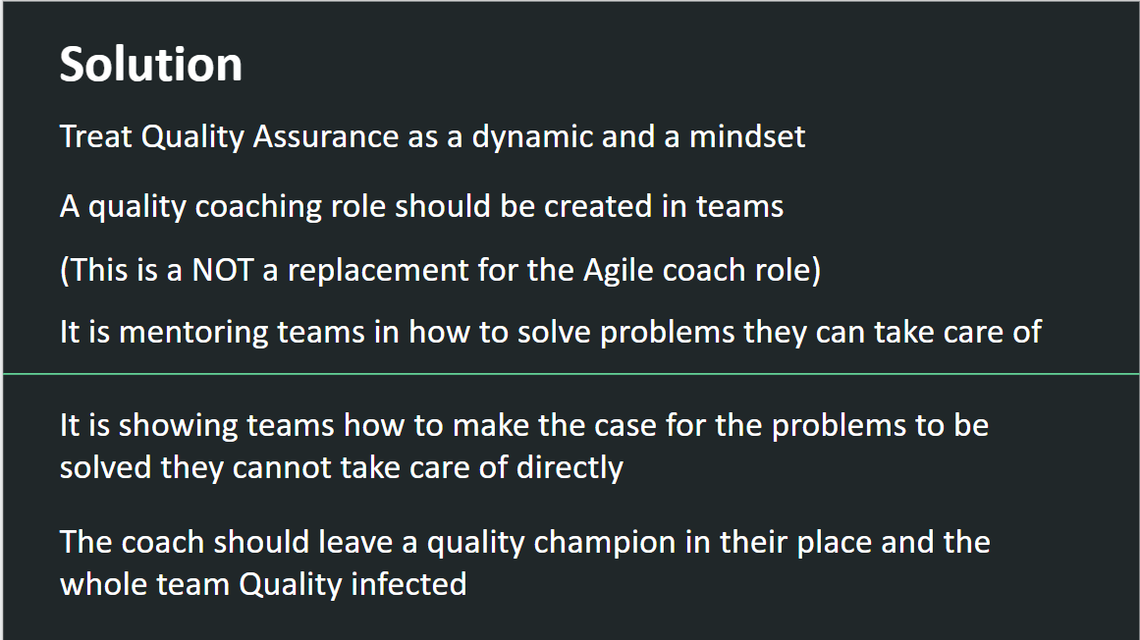 Solution
Treat Quality Assurance as a dynamic and a mindset
A quality coaching role should be created in teams
(This is a NOT a replacement for the Agile coach role)
It is mentoring teams in how to solve problems they can take care of
It is showing teams how to make the case for the problems to be
solved they cannot take care of directly
The coach should leave a quality champion in their place and the
whole team Quality infected